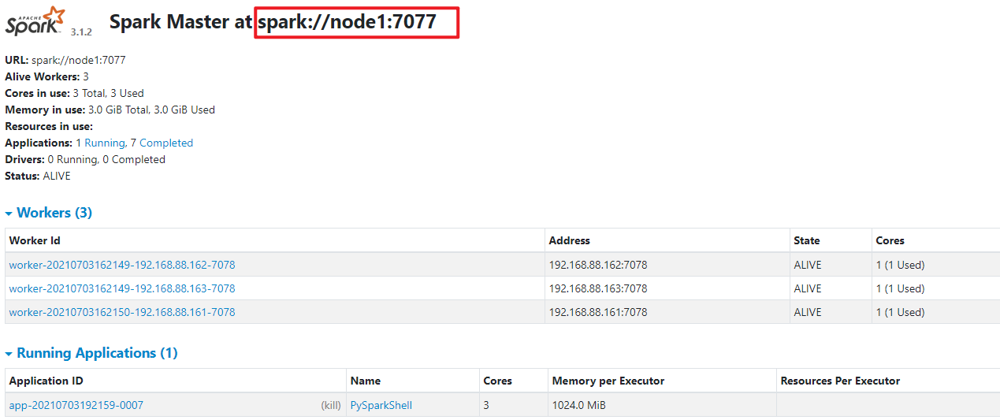 APACHE
Spark 3.1.2 Spark Master at spark://node1:7077
URL: spark://node1:7077
Alive Workers: 3
Cores in use: 3 Total, 3 Used
Memory in use: 3.0 GiB Total, 3.0 GiB Used
Resources in use:
Applications: 1 Running, 7 Completed
Drivers: 0 Running, 0 Completed
Status: ALIVE
Workers (3)
Worker Id Address State Cores
worker-20210703162149-192.168.88.162-7078 192.168.88.162:7078 ALIVE 1 (1 Used)
worker-20210703162149-192.168.88.163-7078 192.168.88.163:7078 ALIVE 1 (1 Used)
worker-20210703162150-192.168.88.161-7078 192.168.88.161:7078 ALIVE 1 (1 Used)
Running Applications (1)
Application ID Name Cores Memory per Executor Resources Per Executor
app-20210703192159-0007 (kill) PySparkShell 3 1024.0 MiB